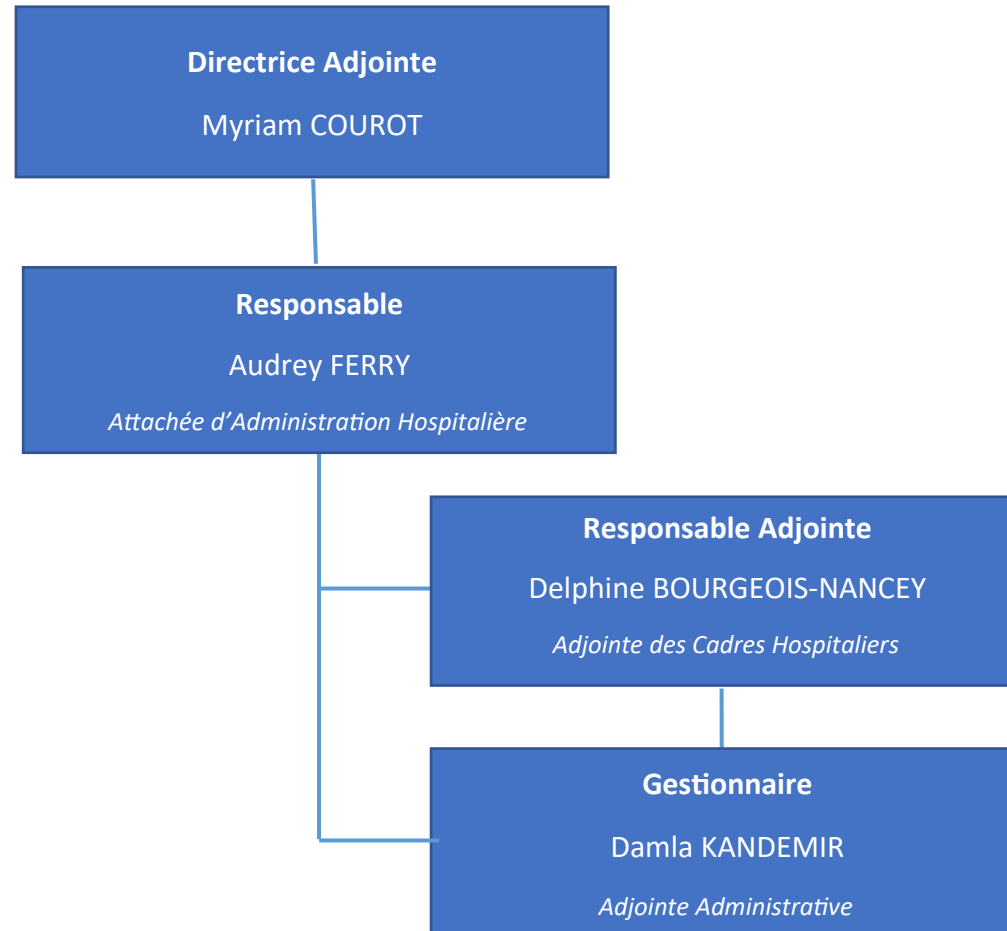 Directrice Adjointe
Myriam COUROT
Responsable
Audrey FERRY
Attachée d’Administration Hospitalière
Responsable Adjointe
Delphine BOURGEOIS-NANCEY
Adjointe des Cadres Hospitaliers
Gestionnaire
Damla KANDEMIR
Adjointe Administrative